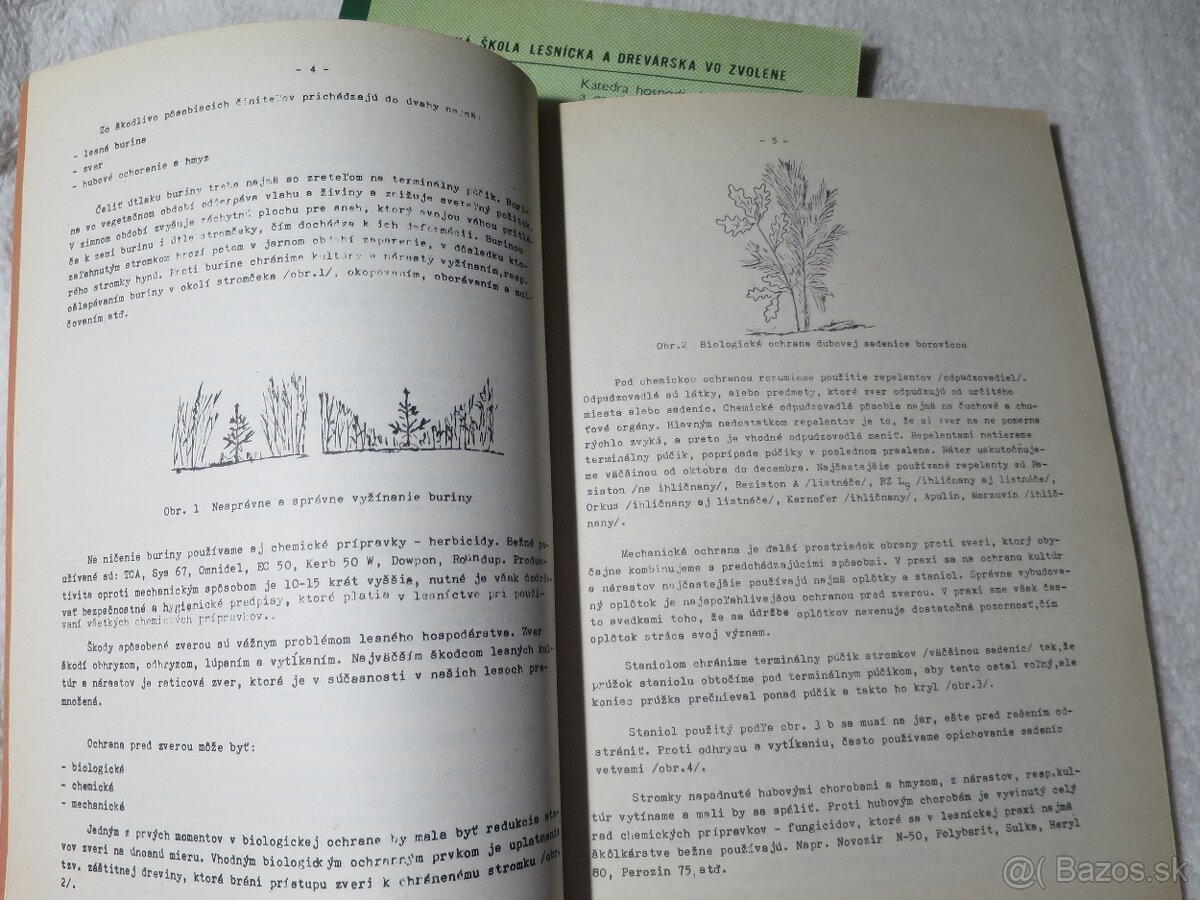 KÁ ŠKOLA LESNÍCKA A DREVÁRSKA VO ZVOLENE
Katedra hospodá
- 4 -
Zo škodlivo pôsobiacich činiteľov prichádzajú do úvahy najmä:
- lesná burina
- zver
- hubové ochorenie a hmyz
Čeliť útlaku buriny treba najmä so zreteľom na terminálny púčik. Buri-
na vo vegetačnom období odčerpáva vlahu a živiny a znižuje svetelný požitok.
V zimnom období zvyšuje záchytnú plochu pre sneh, ktorý svojou váhou pritlá-
ča k zemi burinu i útle stromčeky, čím dochádza k ich deformácii. Burinou
zaľahnutým stromkom hrozí potom v jarnom období zaparenie, v dôsledku kto-
rého stromky hynú. Proti burine chránime kultúry a nárasty vyžínaním,resp.
ošlapávaním buriny v okolí stromčeka /obr.1/, okopávaním, oborávaním a mul-
čovaním,atď.
Obr. 1 Nesprávne a správne vyžínanie buriny
Na ničenie buriny používame aj chemické prípravky - herbicídy. Bežné po-
užívané sú: TCA, Sys 67, Omnidel, EC 50, Kerb 50 W, Dowpon, Roundup. Produk-
tivita oproti mechanickým spôsobom je 10-15 krát vyššia, nutné je však dodržo-
vať bezpečnostné a hygienické predpisy, ktoré platia v lesníctve pri použí-
vaní všetkých chemických prípravkov..
Škody spôsobené zverou sú vážnym problémom lesného hospodárstva. Zver
škodí obhryzom, odhryzom, lúpaním a vytĺkaním. Najväčším škodcom lesných kul-
túr a nárastov je raticová zver, ktorá je v súčasnosti v našich lesoch pre-
množená.
Ochrana pred zverou môže byť:
- biologická
- chemická
- mechanická
Jedným z prvých momentov v biologickej ochrane by mala byť redukcia sta-
vov zveri na únosnú mieru. Vhodným biologickým ochranným prvkom je uplatnenie
tzv. záštitnej dreviny, ktorá bráni prístupu zveri k chránenému stromku /obr.
2/.
- 5 -
Obr.2 Biologická ochrana dubovej sadenice borovicou
Pod chemickou ochranou rozumieme použitie repelentov /odpudzovadiel/.
Odpudzovadlá sú látky, alebo predmety, ktoré zver odpudzujú od určitého
miesta alebo sadeníc. Chemické odpudzovadlá pôsobia najmä na čuchové a chu-
ťové orgány. Hlavným nedostatkom repelentov je to, že si zver na ne pomerne
rýchlo zvyká, a preto je vhodné odpudzovadlá meniť. Repelentami natierame
terminálny púčik, poprípade púčiky v poslednom praslene. Náter uskutočňuje-
me väčšinou od oktobra do decembra. Najčastejšie používané repelenty sú Re-
ziston /na ihličnany/, Reziston A /listnáče/, RZ L9 /ihličnany aj listnáče/,
Orkus /ihličnany aj listnáče/, Kernofer /ihličnany/, Apulin, Morzuvin /ihlič-
nany/.
Mechanická ochrana je ďalší prostriedok obrany proti zveri, ktorý oby-
čajne kombinujeme s predchádzajúcimi spôsobmi. V praxi sa na ochranu kultúr
a nárastov najčastejšie používajú najmä oplôtky a staniol. Správne vybudova-
ný oplôtok je najspoľahlivejšou ochranou pred zverou. V praxi sme však čas-
to svedkami toho, že sa údržbe oplôtkov nevenuje dostatočná pozornosť,čím
oplôtok stráca svoj význam.
Staniolom chránime terminálny púčik stromkov /väčšinou sadeníc/ tak,že
prúžok staniolu obtočíme pod terminálnym púčikom, aby tento ostal voľný,ale
koniec prúžka prečnieval ponad púčik a takto ho kryl /obr.3/.
Staniol použitý podľa obr. 3 b sa musí na jar, ešte pred rašením od-
strániť. Proti odhryzu a vytĺkaniu, často používame opichovanie sadeníc
vetvami /obr.4/.
Stromky napadnuté hubovými chorobami a hmyzom, z nárastov, resp.kul-
túr vytíname a mali by sa spáliť. Proti hubovým chorobám je vyvinutý celý
rad chemických prípravkov - fungicídov, ktoré sa v lesníckej praxi najmä
škôlkárstve bežne používajú. Napr. Novozir N-50, Polybarit, Sulka, Heryl
80, Perozin 75,atď.
@( Bazos.sk